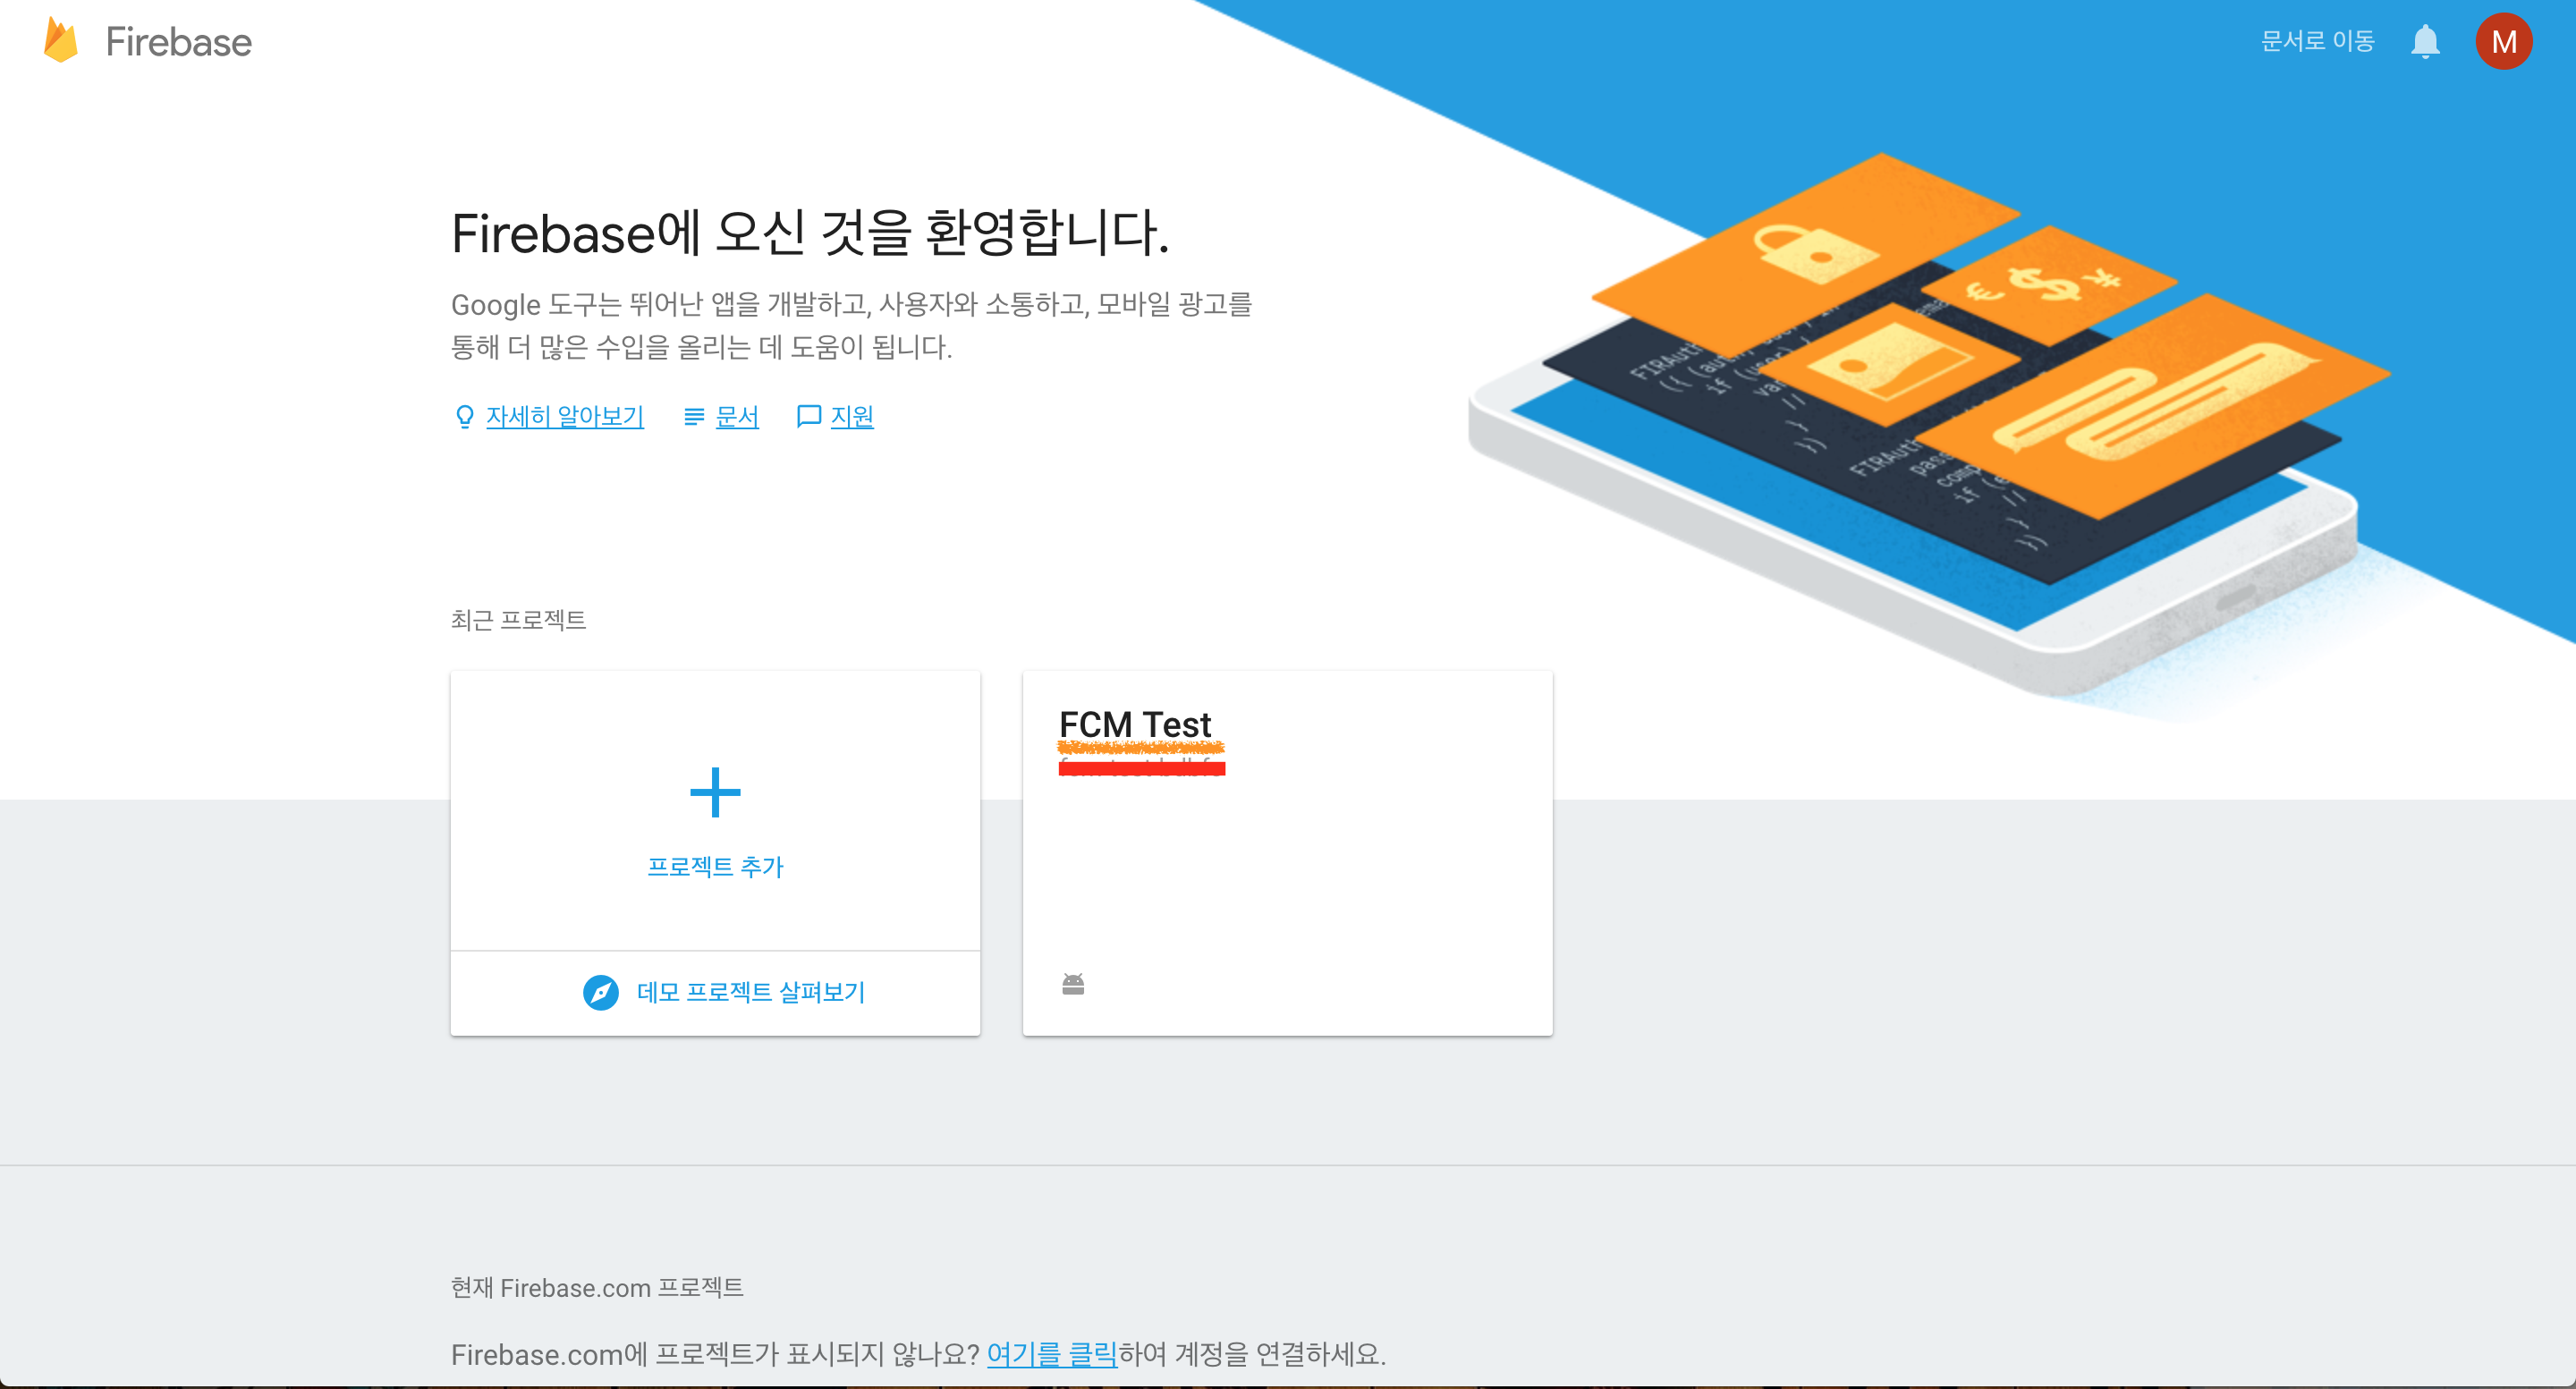 Firebase
문서로 이동
M
Firebase에 오신 것을 환영합니다.
Google 도구는 뛰어난 앱을 개발하고, 사용자와 소통하고, 모바일 광고를
통해 더 많은 수입을 올리는 데 도움이 됩니다.
자세히 알아보기 문서 지원
€ $ ¥
FIRAuth
if
//
}
})
FIRAuth
if (e
//
}
})
최근 프로젝트
프로젝트 추가
데모 프로젝트 살펴보기
FCM Test
현재 Firebase.com 프로젝트
Firebase.com에 프로젝트가 표시되지 않나요? 여기를 클릭하여 계정을 연결하세요.